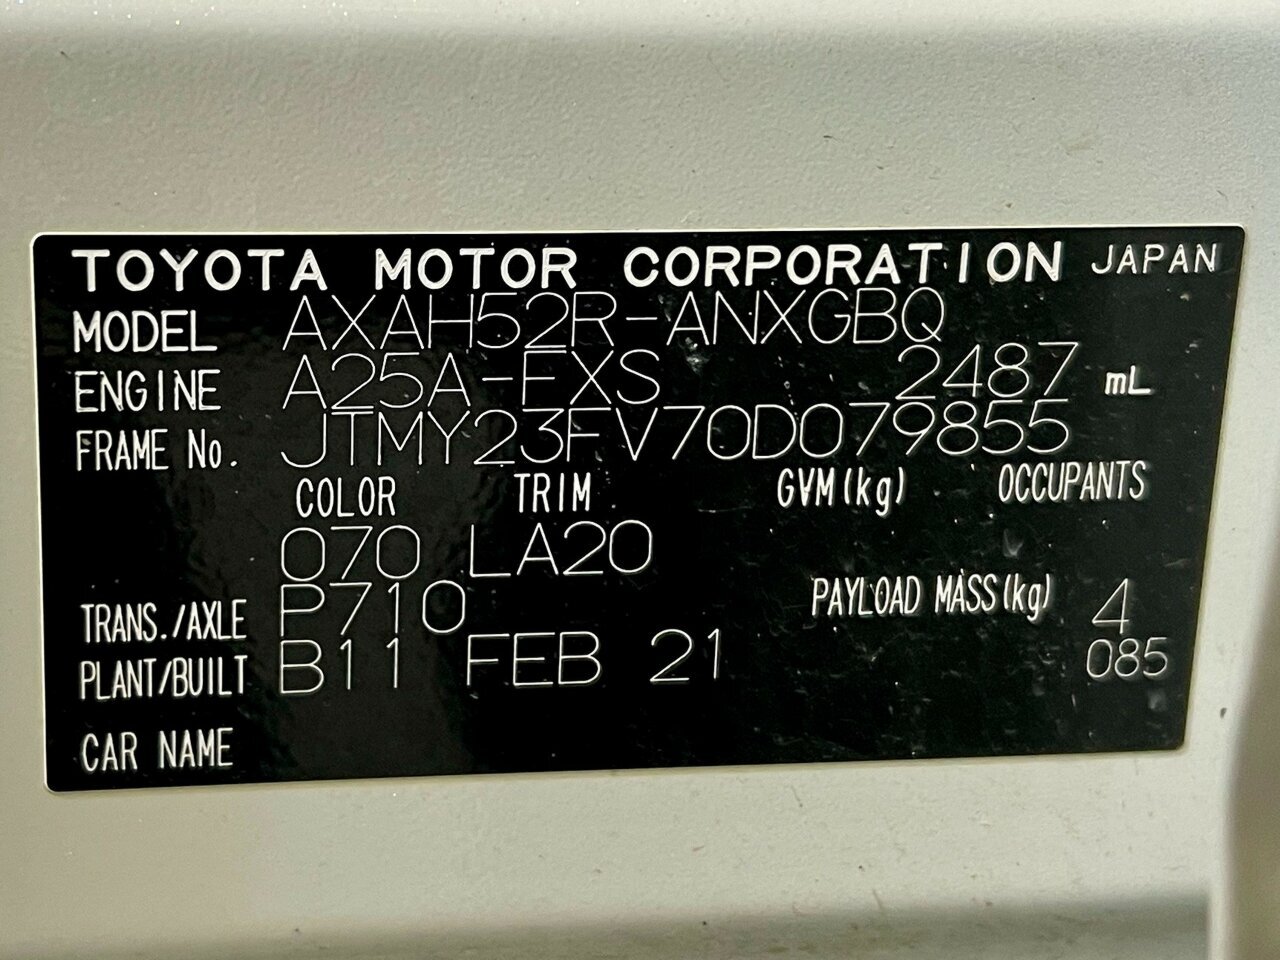 TOYOTA MOTOR CORPORATION JAPAN
MODEL AXAH52R-ANXGBQ
ENGINE A25A-FXS 2487 mL
FRAME No. JTMY23FV70D079855
COLOR TRIM GVM(kg) OCCUPANTS
070 LA20
TRANS./AXLE P710 PAYLOAD MASS(kg) 4
PLANT/BUILT B11 FEB 21 085
CAR NAME